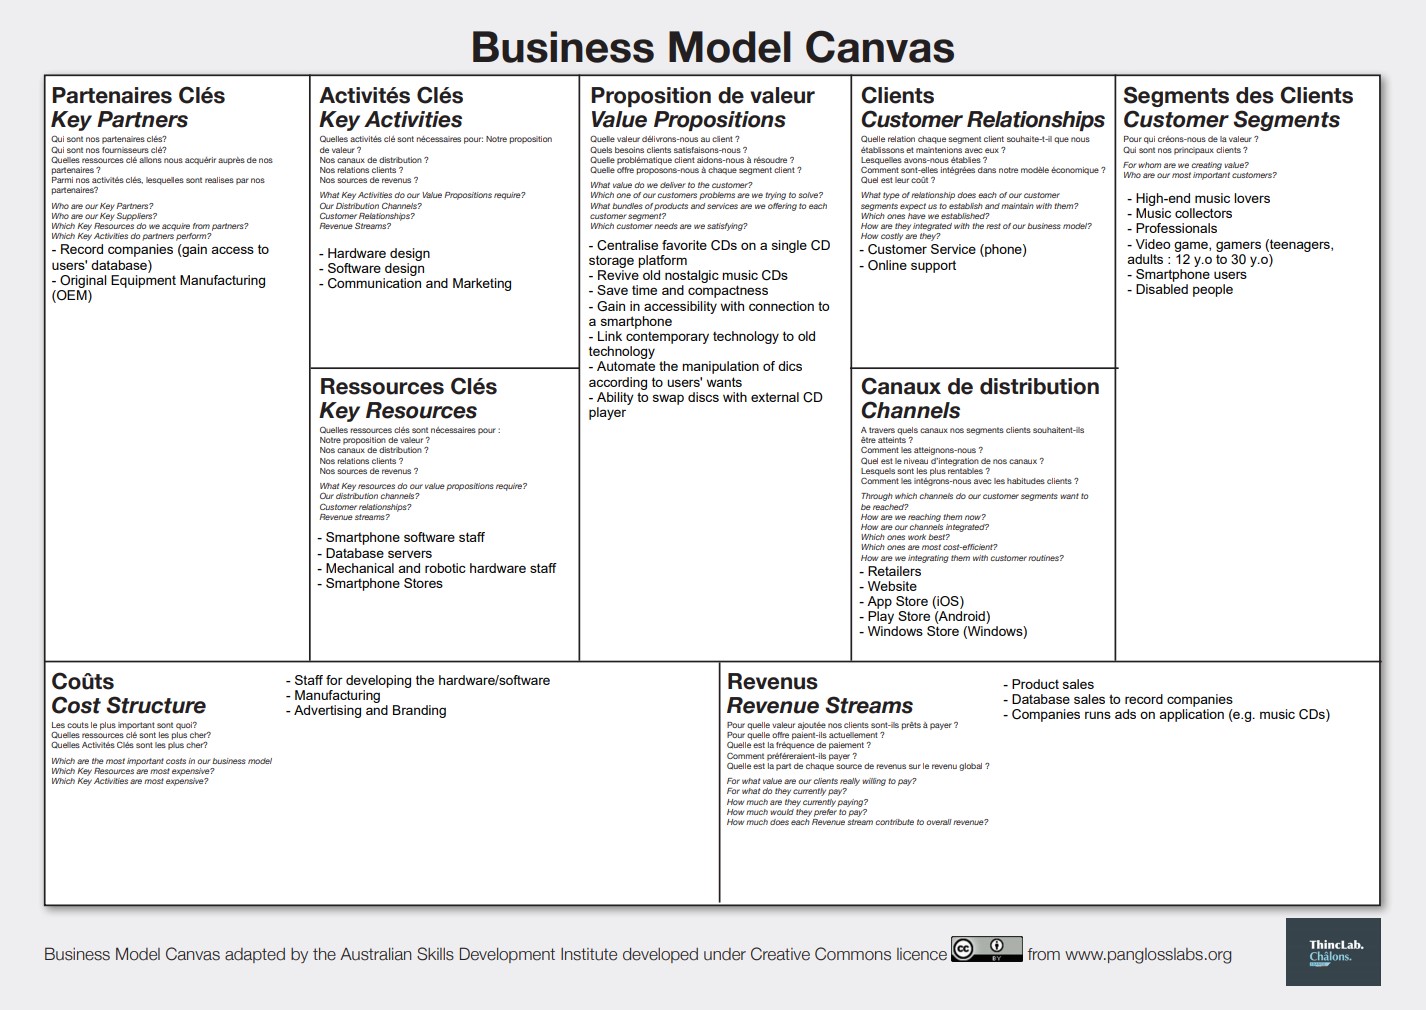 Business Model Canvas
Partenaires Clés
Key Partners
Qui sont nos partenaires clés?
Qui sont nos fournisseurs clé?
Quelles ressources clé allons nous acquérir auprès de nos
partenaires ?
Parmi nos activités clés, lesquelles sont realises par nos
partenaires?
Who are our Key Partners?
Who are our Key Suppliers?
Which Key Resources do we acquire from partners?
Which Key Activities do partners perform?
- Record companies (gain access to
users' database)
- Original Equipment Manufacturing
(OEM)
Activités Clés
Key Activities
Quelles activités clé sont nécessaires pour: Notre proposition
de valeur ?
Nos canaux de distribution ?
Nos relations clients ?
Nos sources de revenus ?
What Key Activities do our Value Propositions require?
Our Distribution Channels?
Customer Relationships?
Revenue Streams?
- Hardware design
- Software design
- Communication and Marketing
Ressources Clés
Key Resources
Quelles ressources clés sont nécessaires pour :
Notre proposition de valeur ?
Nos canaux de distribution ?
Nos relations clients ?
Nos sources de revenus ?
What Key resources do our value propositions require?
Our distribution channels?
Customer relationships?
Revenue streams?
- Smartphone software staff
- Database servers
- Mechanical and robotic hardware staff
- Smartphone Stores
Proposition de valeur
Value Propositions
Quelle valeur délivrons-nous au client ?
Quels besoins clients satisfaisons-nous ?
Quelle problématique client aidons-nous à résoudre ?
Quelle offre proposons-nous à chaque segment client ?
What value do we deliver to the customer?
Which one of our customers problems are we trying to solve?
What bundles of products and services are we offering to each
customer segment?
Which customer needs are we satisfying?
- Centralise favorite CDs on a single CD
storage platform
- Revive old nostalgic music CDs
- Save time and compactness
- Gain in accessibility with connection to
a smartphone
- Link contemporary technology to old
technology
- Automate the manipulation of dics
according to users' wants
- Ability to swap discs with external CD
player
Clients
Customer Relationships
Quelle relation chaque segment client souhaite-t-il que nous
établissons et maintenions avec eux ?
Lesquelles avons-nous établies ?
Comment sont-elles intégrées dans notre modèle économique ?
Quel est leur coût ?
What type of relationship does each of our customer
segments expect us to establish and maintain with them?
Which ones have we established?
How are they integrated with the rest of our business model?
How costly are they?
- Customer Service (phone)
- Online support
Canaux de distribution
Channels
A travers quels canaux nos segments clients souhaitent-ils
être atteints ?
Comment les atteignons-nous ?
Quel est le niveau d'integration de nos canaux ?
Lesquels sont les plus rentables ?
Comment les intégrons-nous avec les habitudes clients ?
Through which channels do our customer segments want to
be reached?
How are we reaching them now?
How are our channels integrated?
Which ones work best?
Which ones are most cost-efficient?
How are we integrating them with customer routines?
- Retailers
- Website
- App Store (iOS)
- Play Store (Android)
- Windows Store (Windows)
Segments des Clients
Customer Segments
Pour qui créons-nous de la valeur ?
Qui sont nos principaux clients ?
For whom are we creating value?
Who are our most important customers?
- High-end music lovers
- Music collectors
- Professionals
- Video game, gamers (teenagers,
adults : 12 y.o to 30 y.o)
- Smartphone users
- Disabled people
Coûts
Cost Structure
Les couts le plus important sont quoi?
Quelles ressources clé sont les plus cher?
Quelles Activités Clés sont les plus cher?
Which are the most important costs in our business model
Which Key Resources are most expensive?
Which Key Activities are most expensive?
- Staff for developing the hardware/software
- Manufacturing
- Advertising and Branding
Revenus
Revenue Streams
Pour quelle valeur ajoutée nos clients sont-ils prêts à payer ?
Pour quelle offre paient-ils actuellement ?
Quelle est la fréquence de paiement ?
Comment préféreraient-ils payer ?
Quelle est la part de chaque source de revenus sur le revenu global ?
For what value are our clients really willing to pay?
For what do they currently pay?
How much are they currently paying?
How much would they prefer to pay?
How much does each Revenue stream contribute to overall revenue?
- Product sales
- Database sales to record companies
- Companies runs ads on application (e.g. music CDs)
Business Model Canvas adapted by the Australian Skills Development Institute developed under Creative Commons licence cc BY from www.panglosslabs.org
ThincLab.
Châlons.